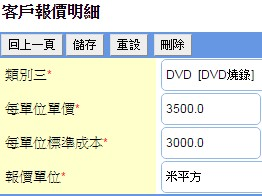 客戶報價明細
回上一頁 儲存 重設 刪除
類別三* DVD [DVD燒錄]
每單位單價* 3500.0
每單位標準成本* 3000.0
報價單位* 米平方